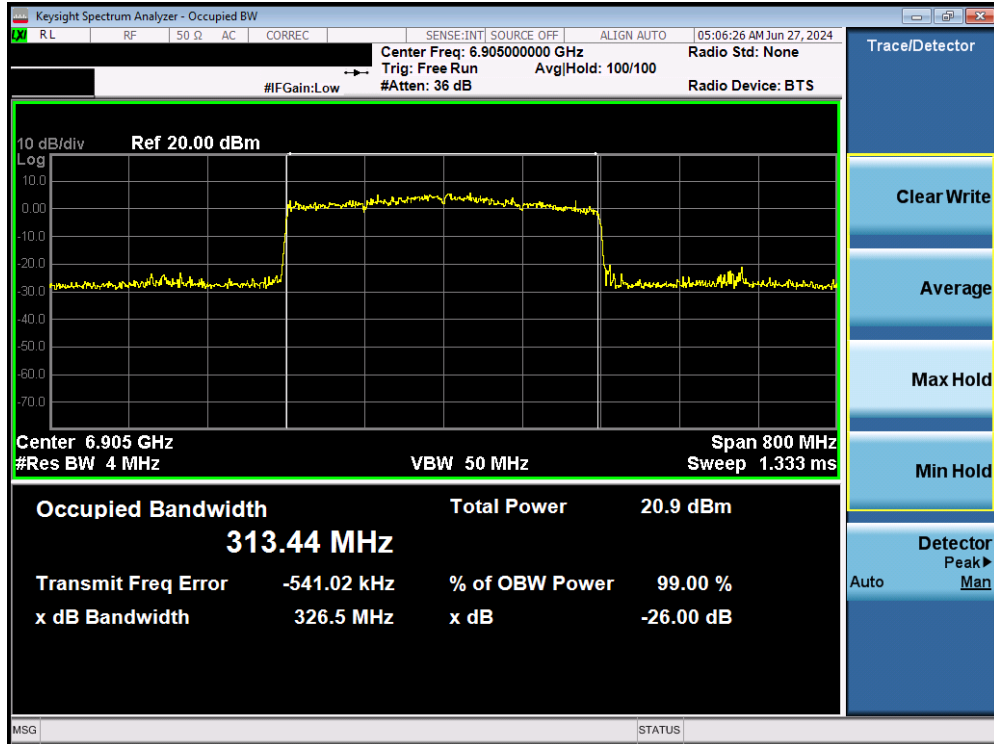 Keysight Spectrum Analyzer - Occupied BW
LXI RL RF 50 Ω AC CORREC SENSE:INT SOURCE OFF ALIGN AUTO 05:06:26 AM Jun 27, 2024
Center Freq: 6.905000000 GHz Radio Std: None
Trig: Free Run Avg|Hold: 100/100
#IFGain:Low #Atten: 36 dB Radio Device: BTS
Trace/Detector
10 dB/div Ref 20.00 dBm
Log
10.0
0.00
-10.0
-20.0
-30.0
-40.0
-50.0
-60.0
-70.0
Center 6.905 GHz Span 800 MHz
#Res BW 4 MHz VBW 50 MHz Sweep 1.333 ms
Occupied Bandwidth Total Power 20.9 dBm
313.44 MHz
Transmit Freq Error -541.02 kHz % of OBW Power 99.00 %
x dB Bandwidth 326.5 MHz x dB -26.00 dB
Clear Write
Average
Max Hold
Min Hold
Detector
Peak▶
Auto Man
MSG STATUS